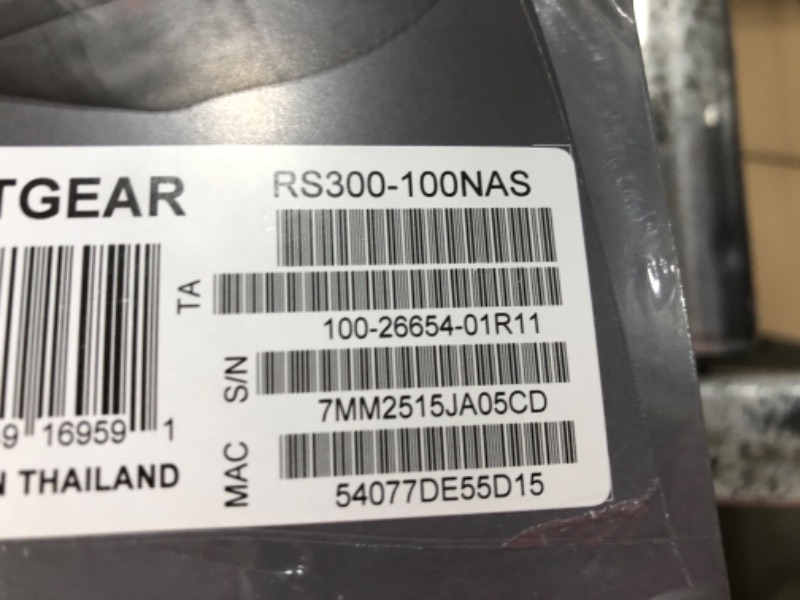 TGEAR
RS300-100NAS
TA
100-26654-01R11
S/N
7MM2515JA05CD
9 16959 1
MAC
54077DE55D15
N THAILAND